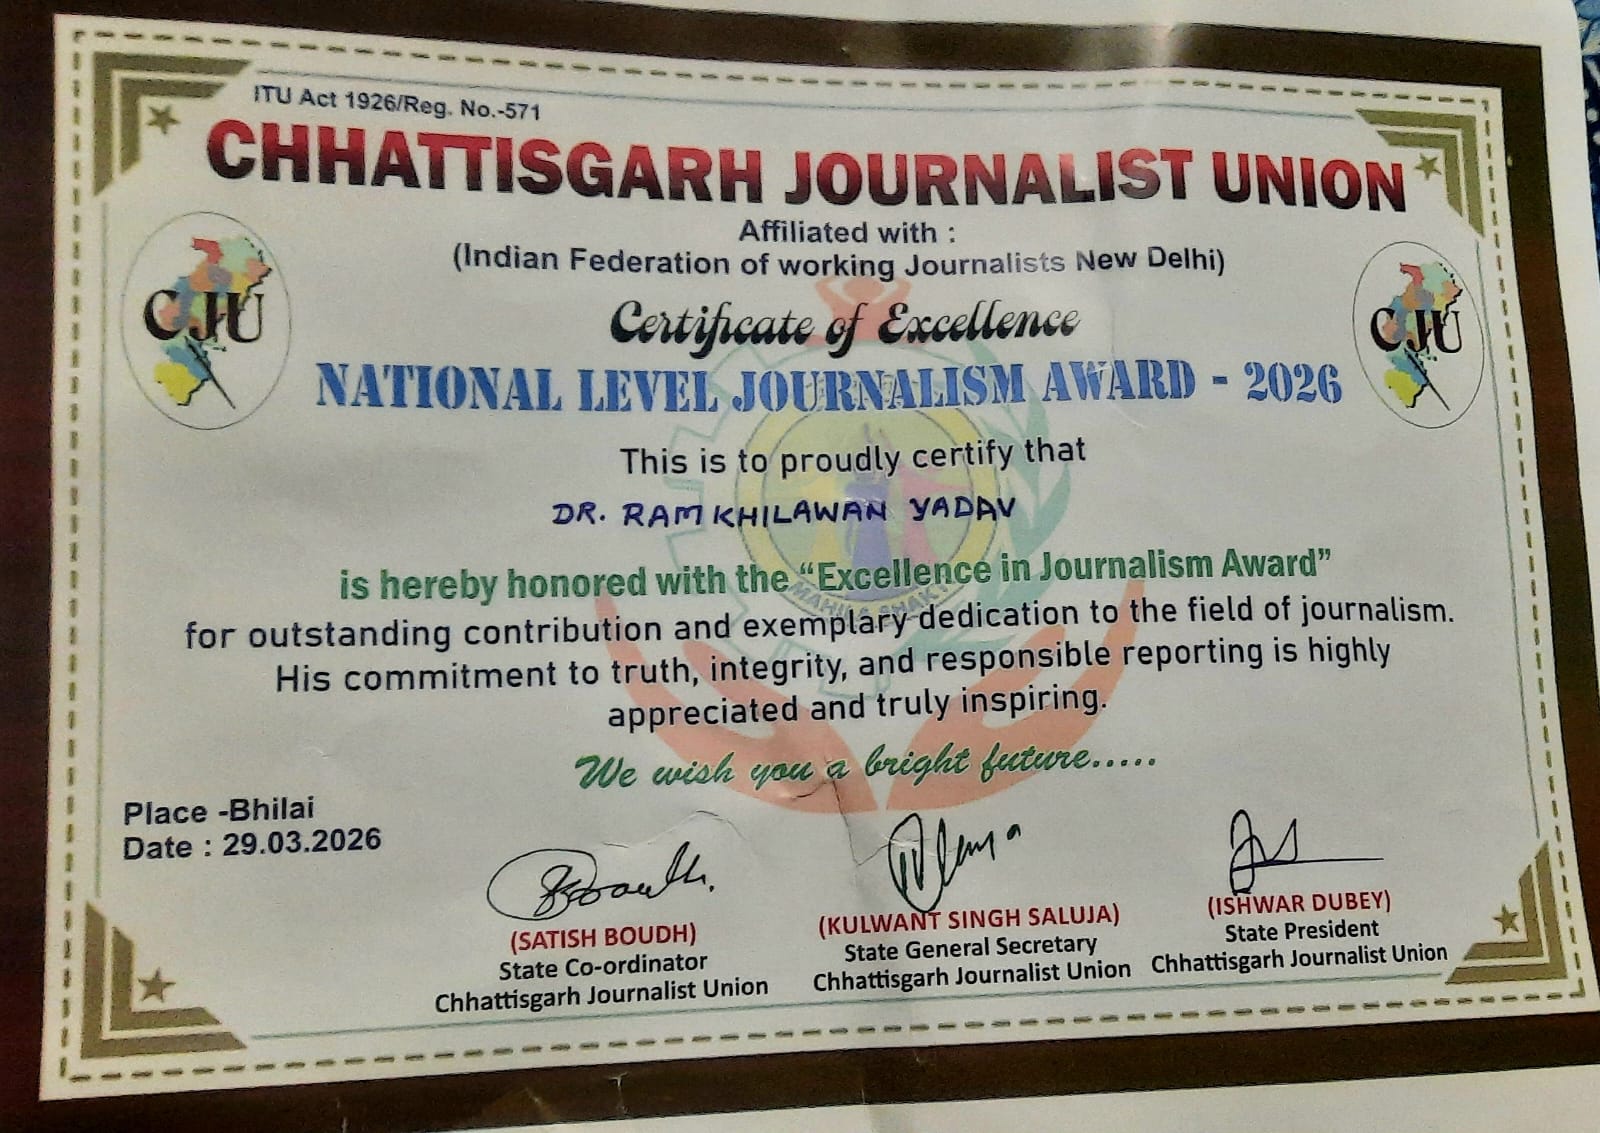 ITU Act 1926/Reg. No.-571
CHHATTISGARH JOURNALIST UNION
Affiliated with :
(Indian Federation of working Journalists New Delhi)
CJU
CJU
Certificate of Excellence
NATIONAL LEVEL JOURNALISM AWARD - 2026
This is to proudly certify that
DR. RAM KHILAWAN YADAV
is hereby honored with the “Excellence in Journalism Award”
MAHILA SHAKTI
for outstanding contribution and exemplary dedication to the field of journalism.
His commitment to truth, integrity, and responsible reporting is highly
appreciated and truly inspiring.
We wish you a bright future.....
Place -Bhilai
Date : 29.03.2026
(SATISH BOUDH)
State Co-ordinator
Chhattisgarh Journalist Union
(KULWANT SINGH SALUJA)
State General Secretary
Chhattisgarh Journalist Union
(ISHWAR DUBEY)
State President
Chhattisgarh Journalist Union